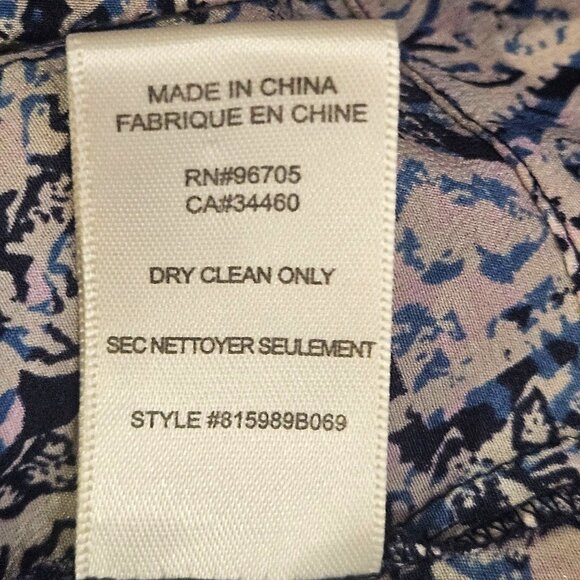 MADE IN CHINA
FABRIQUE EN CHINE
RN#96705
CA#34460
DRY CLEAN ONLY
SEC NETTOYER SEULEMENT
STYLE #815989B069